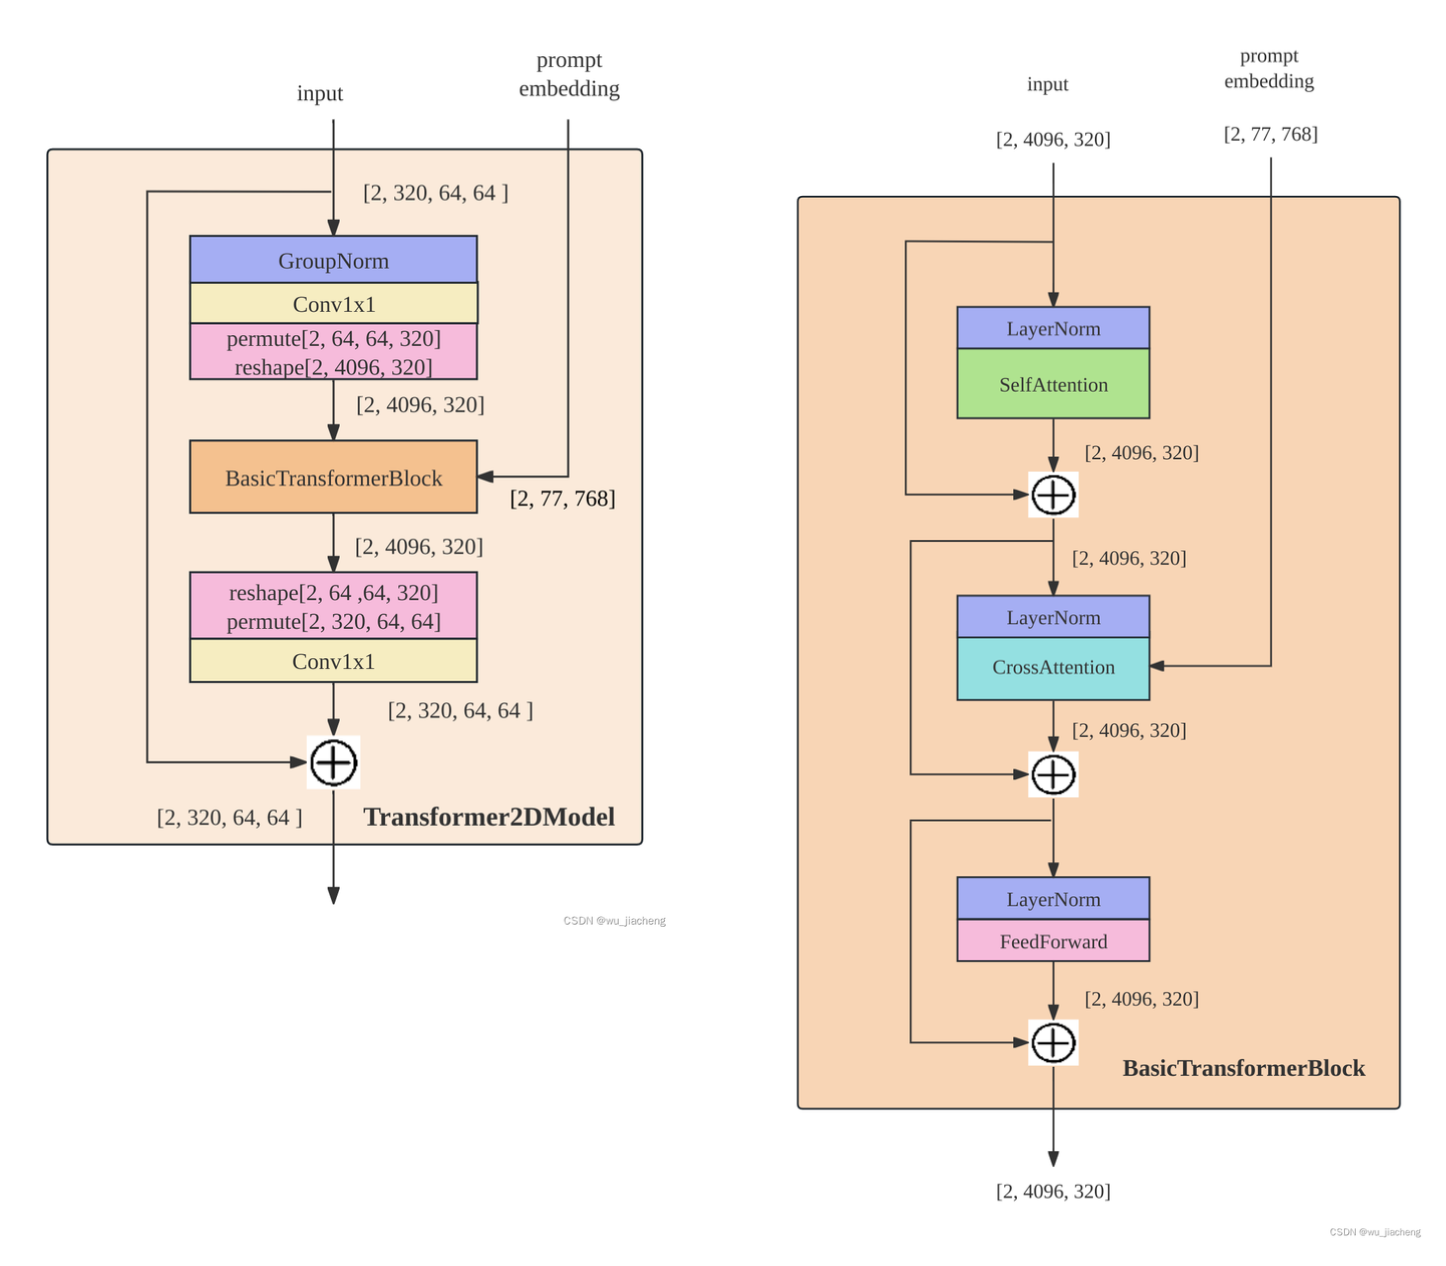 input
prompt
embedding
[2, 320, 64, 64 ]
GroupNorm
Conv1x1
permute[2, 64, 64, 320]
reshape[2, 4096, 320]
[2, 4096, 320]
BasicTransformerBlock
[2, 77, 768]
[2, 4096, 320]
reshape[2, 64 ,64, 320]
permute[2, 320, 64, 64]
Conv1x1
[2, 320, 64, 64 ]
[2, 320, 64, 64 ]
Transformer2DModel
CSDN @wu_jiacheng
input
prompt
embedding
[2, 4096, 320]
[2, 77, 768]
LayerNorm
SelfAttention
[2, 4096, 320]
[2, 4096, 320]
LayerNorm
CrossAttention
[2, 4096, 320]
LayerNorm
FeedForward
[2, 4096, 320]
BasicTransformerBlock
[2, 4096, 320]
CSDN @wu_jiacheng